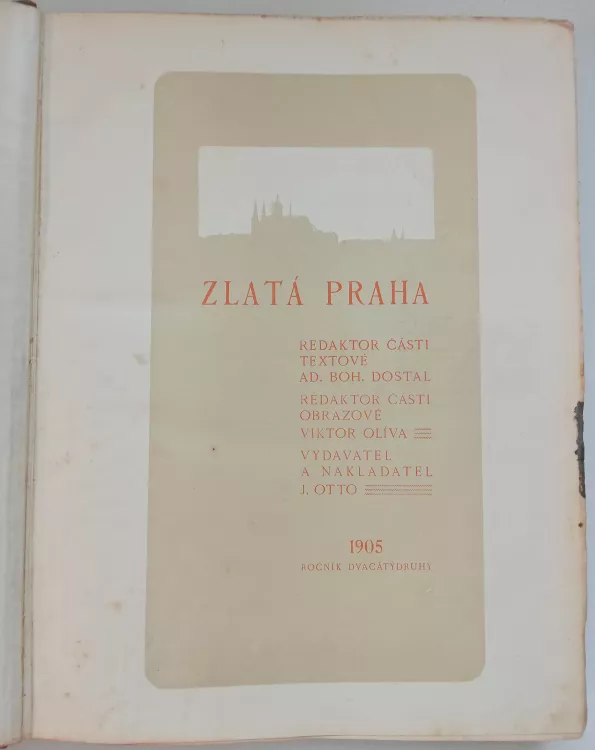 ZLATÁ PRAHA
REDAKTOR ČÁSTI
TEXTOVÉ
AD. BOH. DOSTAL
REDAKTOR ČÁSTI
OBRAZOVÉ
VIKTOR OLÍVA
VYDAVATEL
A NAKLADATEL
J. OTTO
1905
ROČNÍK DVACÁTÝDRUHÝ